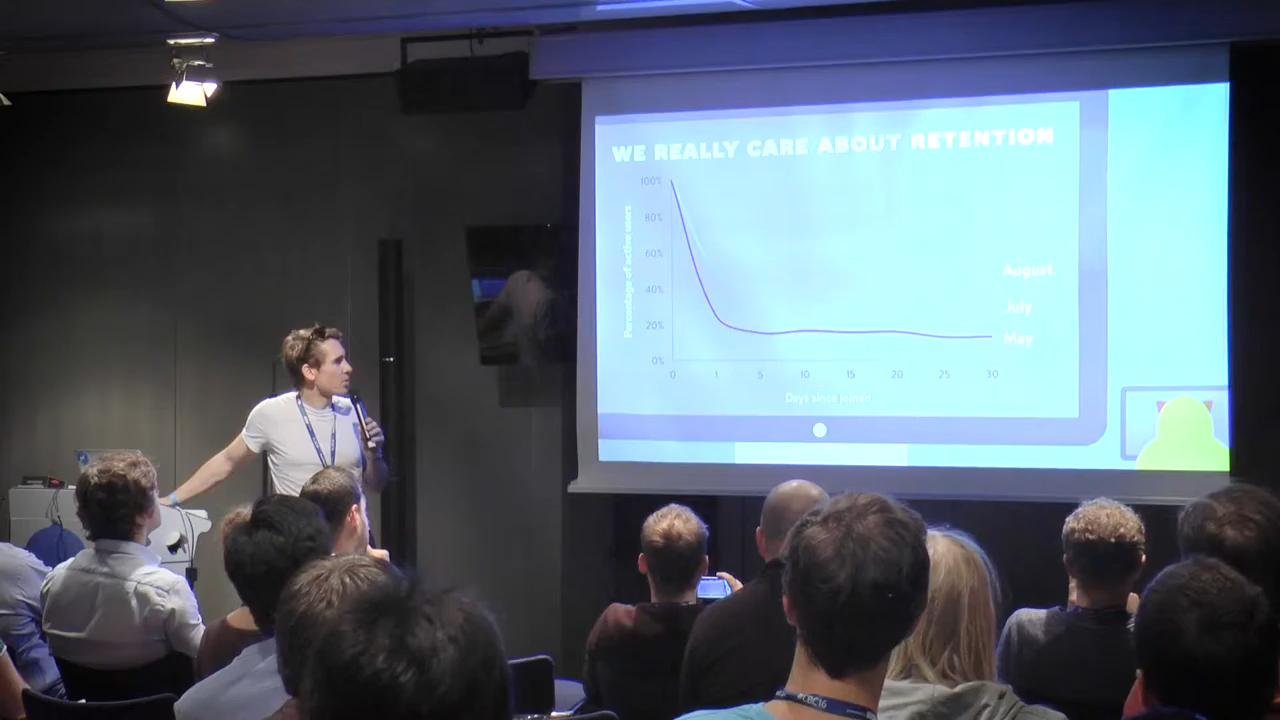 WE REALLY CARE ABOUT RETENTION
100%
80%
60%
40%
20%
0%
Percentage of active users
0 1 5 10 15 20 25 30
Days since joined
August
July
May
#CBC16